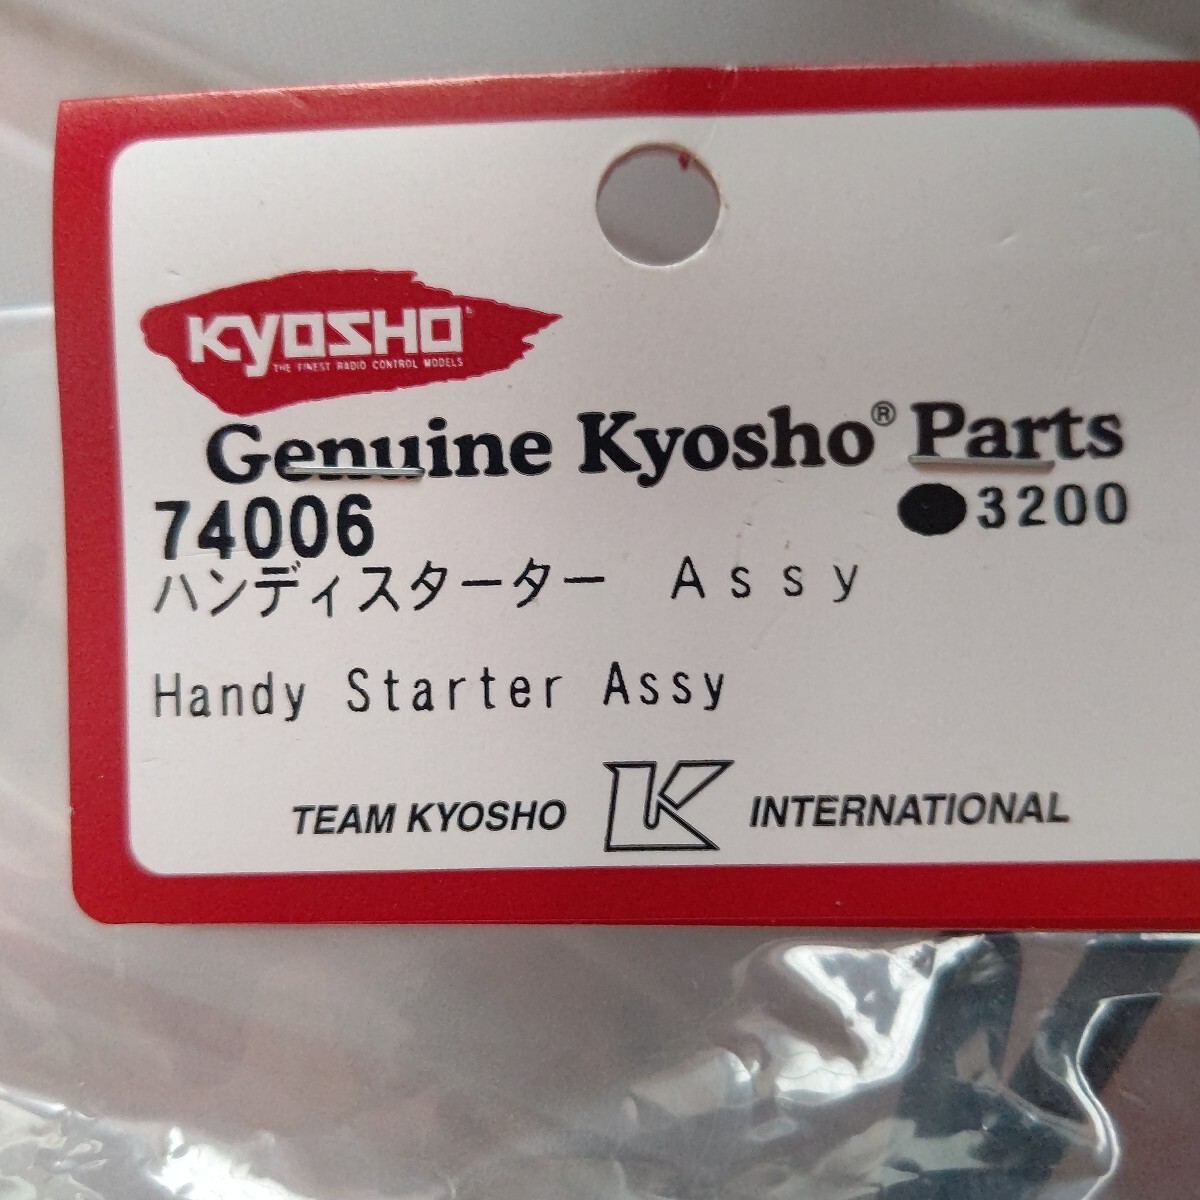 KYOSHO
THE FINEST RADIO CONTROL MODELS
Genuine Kyosho® Parts
74006 ●3200
ハンディスターター Assy
Handy Starter Assy
TEAM KYOSHO K INTERNATIONAL